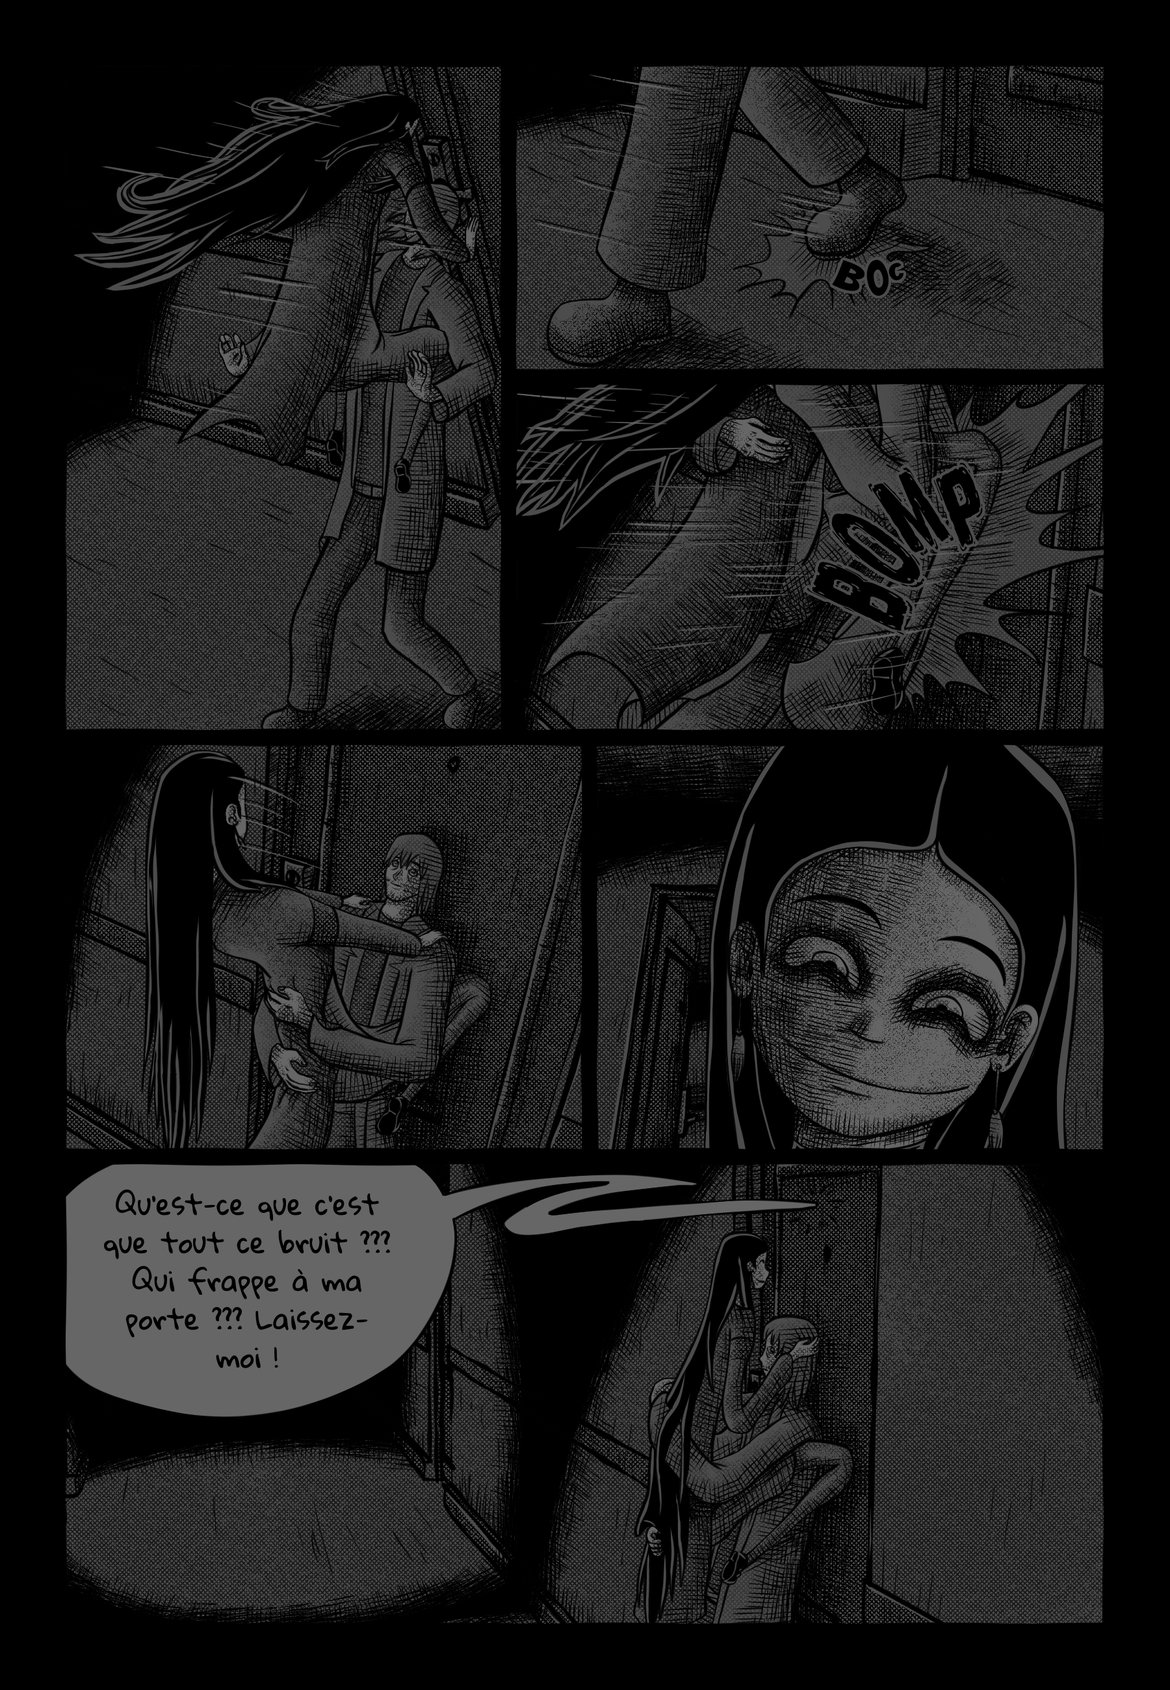 BOC
BOMP
Qu'est-ce que c'est
que tout ce bruit ???
Qui frappe à ma
porte ??? Laissez-
moi !